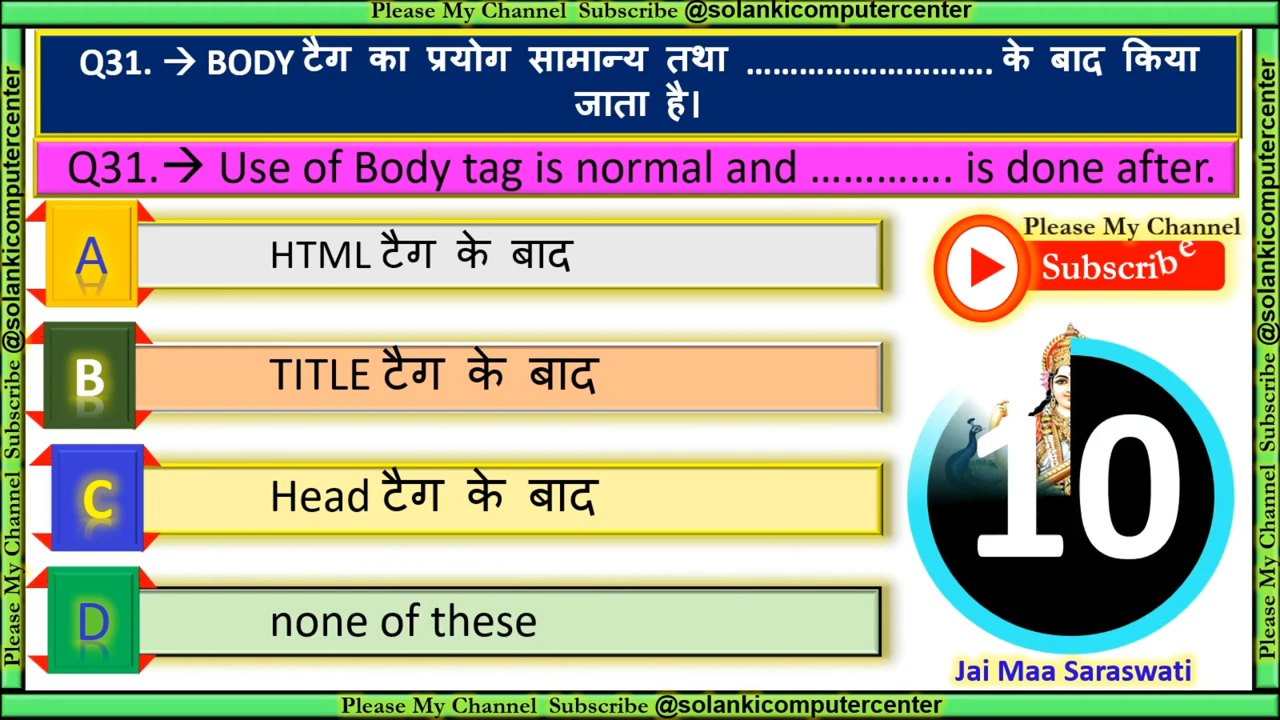 Please My Channel Subscribe @solankicomputercenter
Q31. → BODY टैग का प्रयोग सामान्य तथा ………………………. के बाद किया
जाता है।
Q31.→ Use of Body tag is normal and …………. is done after.
A
HTML टैग के बाद
B
TITLE टैग के बाद
C
Head टैग के बाद
D
none of these
Please My Channel
Subscribe
10
Jai Maa Saraswati
Please My Channel Subscribe @solankicomputercenter
Please My Channel Subscribe @solankicomputercenter
Please My Channel Subscribe @solankicomputercenter